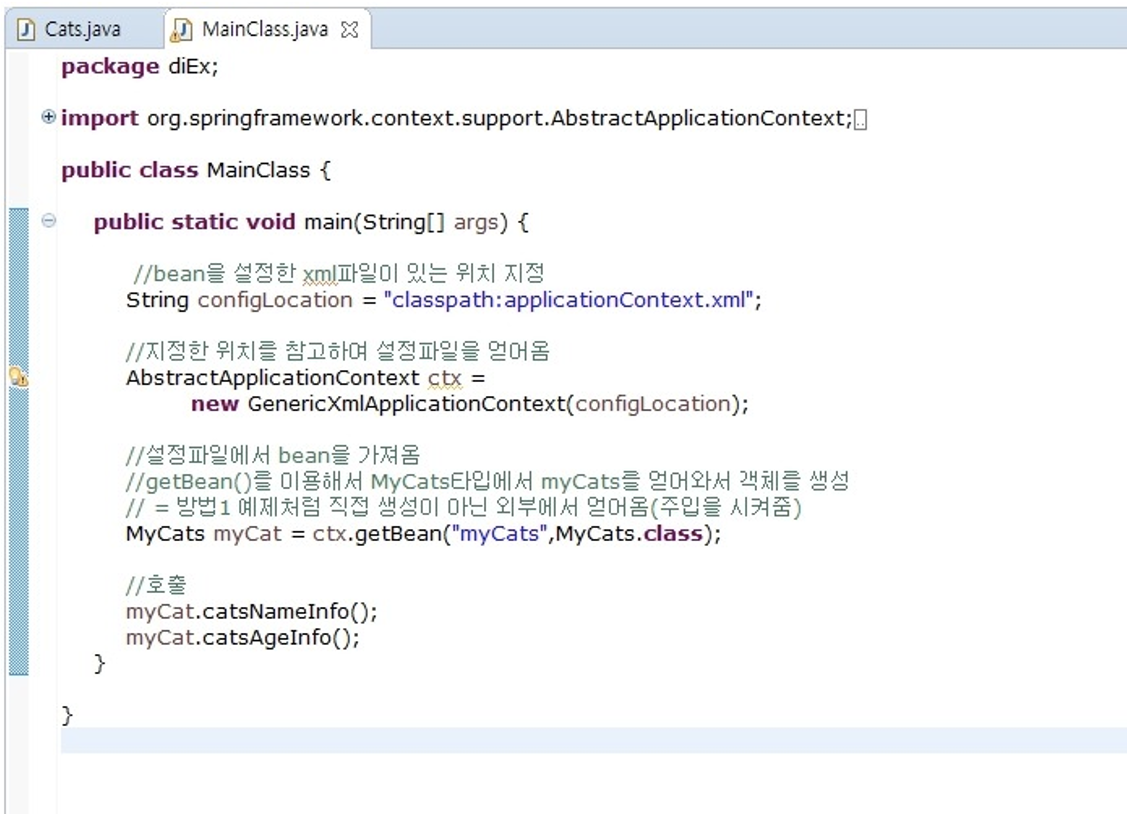 Cats.java
MainClass.java
package diEx;
import org.springframework.context.support.AbstractApplicationContext;
public class MainClass {
public static void main(String[] args) {
//bean을 설정한 xml파일이 있는 위치 지정
String configLocation = "classpath:applicationContext.xml";
//지정한 위치를 참고하며 설정파일을 얻어옴
AbstractApplicationContext ctx =
new GenericXmlApplicationContext(configLocation);
//설정파일에서 bean을 가져옴
//getBean()를 이용해서 MyCats타입에서 myCats를 얻어와서 객체를 생성
// = 방법1 예제처럼 직접 생성이 아닌 외부에서 얻어옴(주입을 시켜줌)
MyCats myCat = ctx.getBean("myCats",MyCats.class);
//호출
myCat.catsNameInfo();
myCat.catsAgeInfo();
}
}